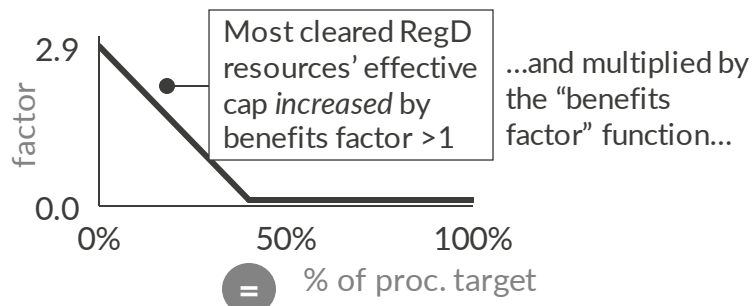 2.9
factor
0.0
0%
50%
100%
% of proc. target
Most cleared RegD
resources’ effective
cap increased by
benefits factor >1
…and multiplied by
the “benefits
factor” function…
=